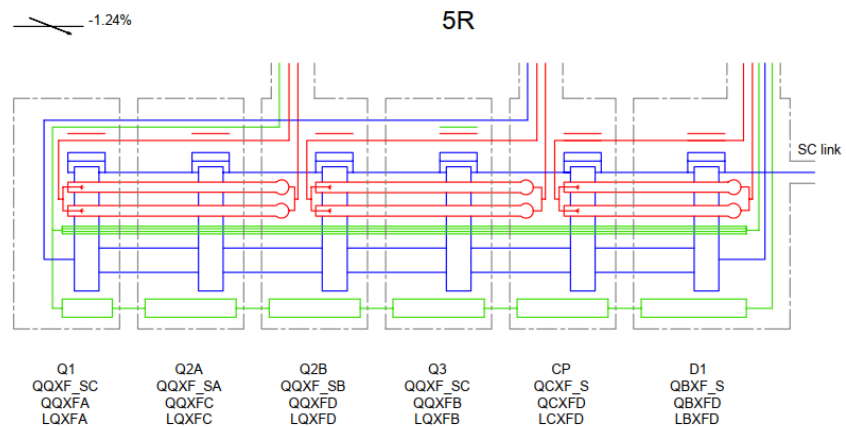 -1.24%
5R
SC link
Q1 Q2A Q2B Q3 CP D1
QQXF_SC QQXF_SA QQXF_SB QQXF_SC QCXF_S QBXF_S
QQXFA QQXFC QQXFD QQXFB QCXFD QBXFD
LQXFA LQXFC LQXFD LQXFB LCXFD LBXFD